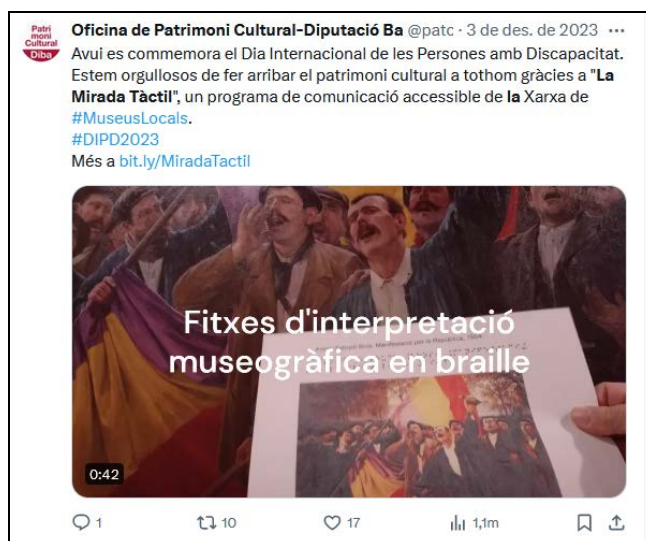 Patri
moni
Cultural
Diba
Oficina de Patrimoni Cultural-Diputació Ba @patc · 3 de des. de 2023 ···
Avui es commemora el Dia Internacional de les Persones amb Discapacitat.
Estem orgullosos de fer arribar el patrimoni cultural a tothom gràcies a "La
Mirada Tàctil", un programa de comunicació accessible de la Xarxa de
#MuseusLocals.
#DIPD2023
Més a bit.ly/MiradaTactil
Fitxes d'interpretació
museogràfica en braille
0:42
1 10 17 1,1m